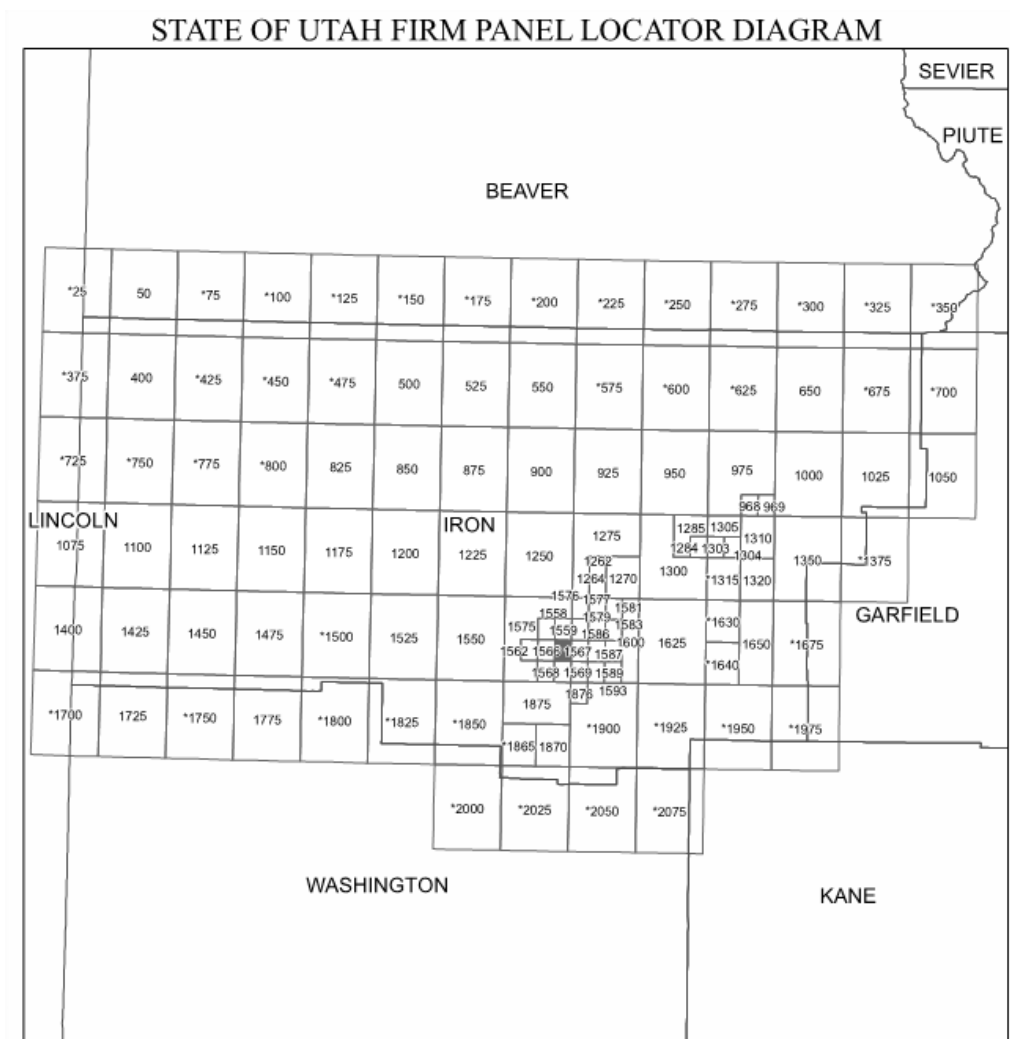 STATE OF UTAH FIRM PANEL LOCATOR DIAGRAM
SEVIER
PIUTE
BEAVER
*25 50 *75 *100 *125 *150 *175 *200 *225 *250 *275 *300 *325 *350
*375 400 *425 *450 *475 500 525 550 *575 *600 *625 650 *675 *700
*725 *750 *775 *800 825 850 875 900 925 950 975 1000 1025 1050
968 969
LINCOLN IRON
1285 1305
1275 1310
1075 1100 1125 1150 1175 1200 1225 1250 1284 1303 1304 1350 *1375
1262
1264 1270 1300 *1315 1320
1576 1577 1581
GARFIELD
1558 1579 1583 *1630
1400 1425 1450 1475 *1500 1525 1550 1575 1559 1586 1600 1625 1650 *1675
1562 1566 1567 1587
*1640
1568 1569 1589
1876 1593
*1700 1725 *1750 1775 *1800 *1825 *1850 1875 *1900 *1925 *1950 *1975
*1865 1870
*2000 *2025 *2050 *2075
WASHINGTON
KANE